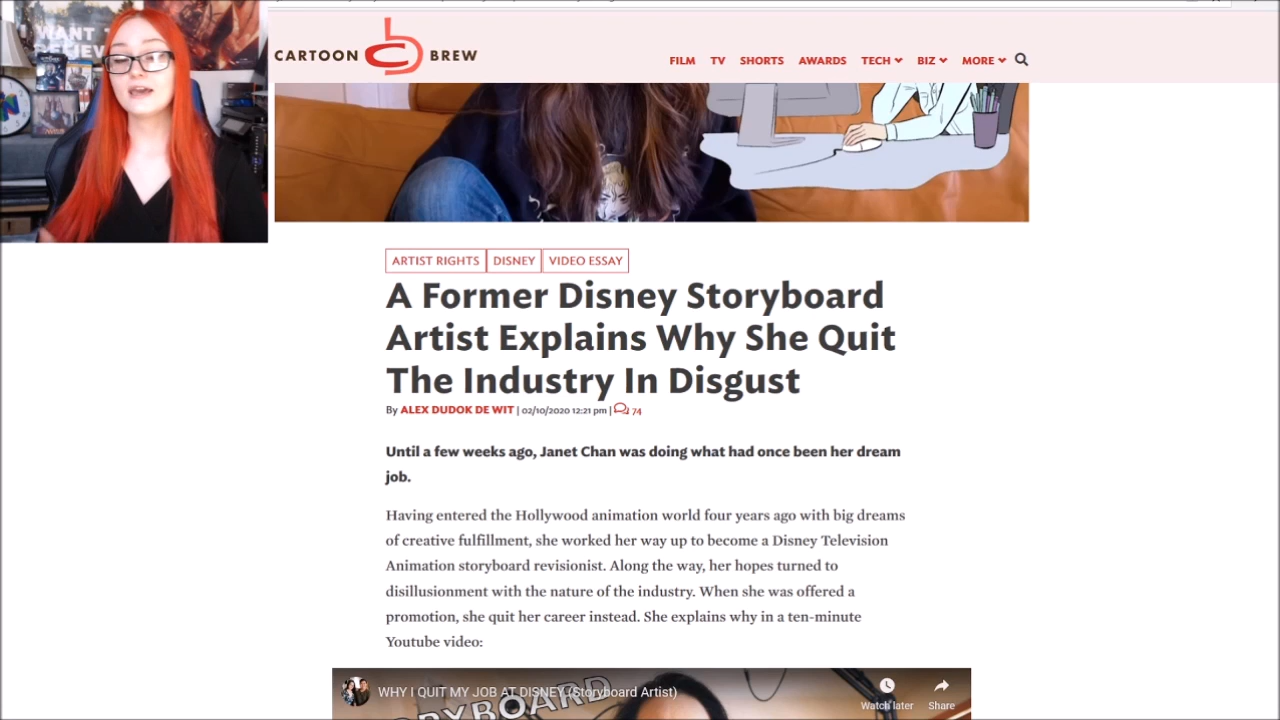 WANT T
BELIEV
CARTOON BREW
FILM TV SHORTS AWARDS TECH BIZ MORE
ARTIST RIGHTS DISNEY VIDEO ESSAY
A Former Disney Storyboard
Artist Explains Why She Quit
The Industry In Disgust
By ALEX DUDOK DE WIT | 02/10/2020 12:21 pm | 74
Until a few weeks ago, Janet Chan was doing what had once been her dream
job.
Having entered the Hollywood animation world four years ago with big dreams
of creative fulfillment, she worked her way up to become a Disney Television
Animation storyboard revisionist. Along the way, her hopes turned to
disillusionment with the nature of the industry. When she was offered a
promotion, she quit her career instead. She explains why in a ten-minute
Youtube video:
WHY I QUIT MY JOB AT DISNEY (Storyboard Artist)
Watch later Share
ORYBOARD